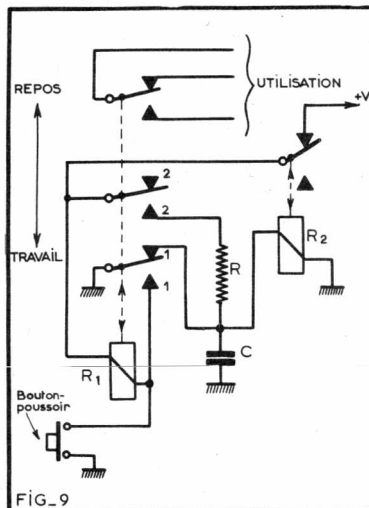 REPOS
UTILISATION
+V
2
2
TRAVAIL
1
1
R
R2
C
R1
Bouton-
poussoir
FIG_9